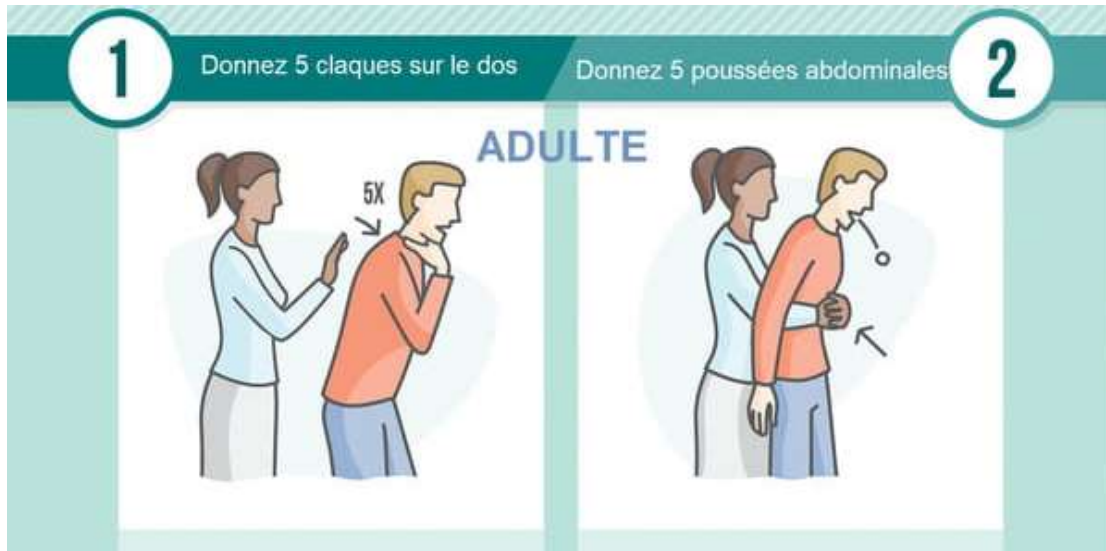 1
Donnez 5 claques sur le dos
Donnez 5 poussées abdominales
2
ADULTE
5X